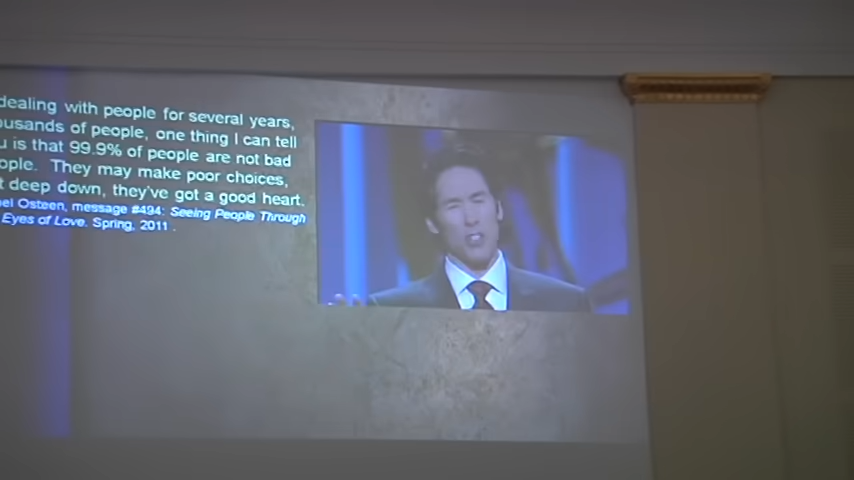 dealing with people for several years,
ousands of people, one thing I can tell
u is that 99.9% of people are not bad
ople. They may make poor choices,
t deep down, they've got a good heart.
el Osteen, message #494: Seeing People Through
Eyes of Love. Spring, 2011.